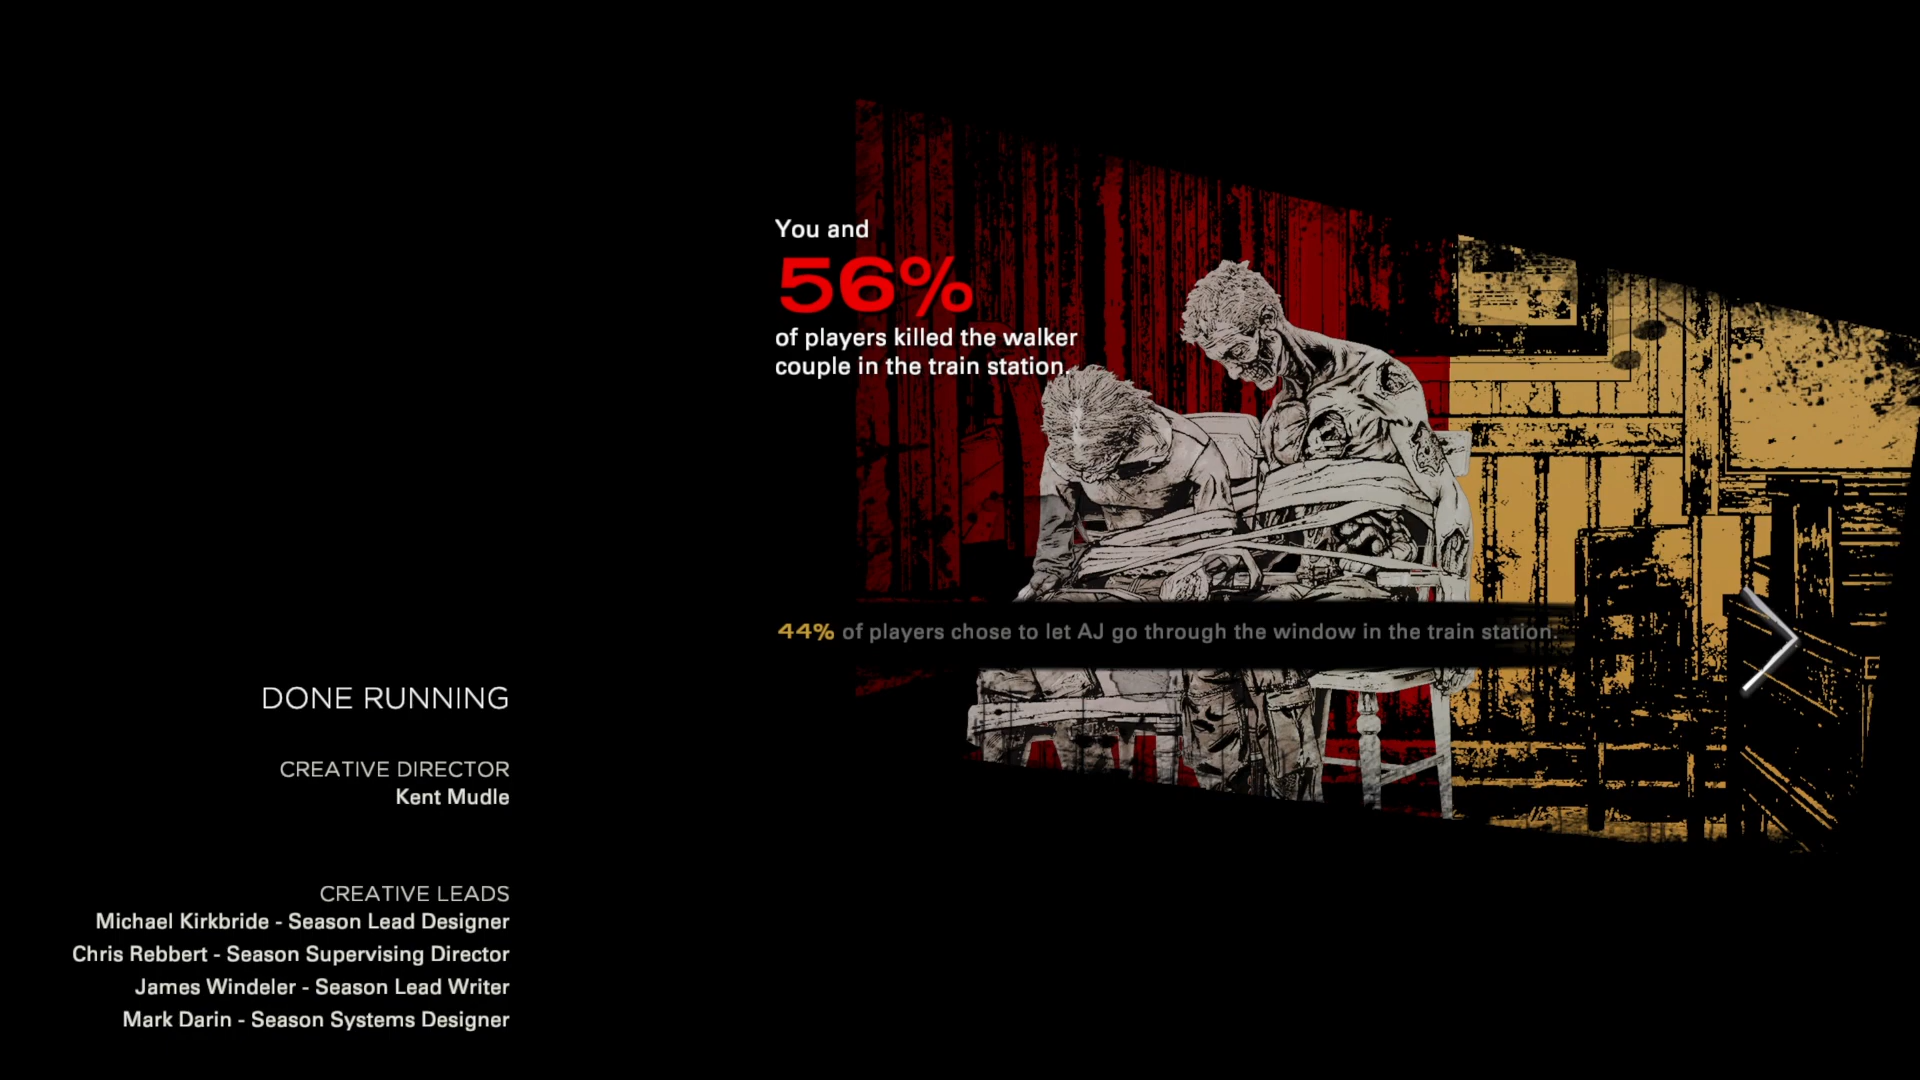 You and
56%
of players killed the walker
couple in the train station.
44% of players chose to let AJ go through the window in the train station.
DONE RUNNING
CREATIVE DIRECTOR
Kent Mudle
CREATIVE LEADS
Michael Kirkbride - Season Lead Designer
Chris Rebbert - Season Supervising Director
James Windeler - Season Lead Writer
Mark Darin - Season Systems Designer